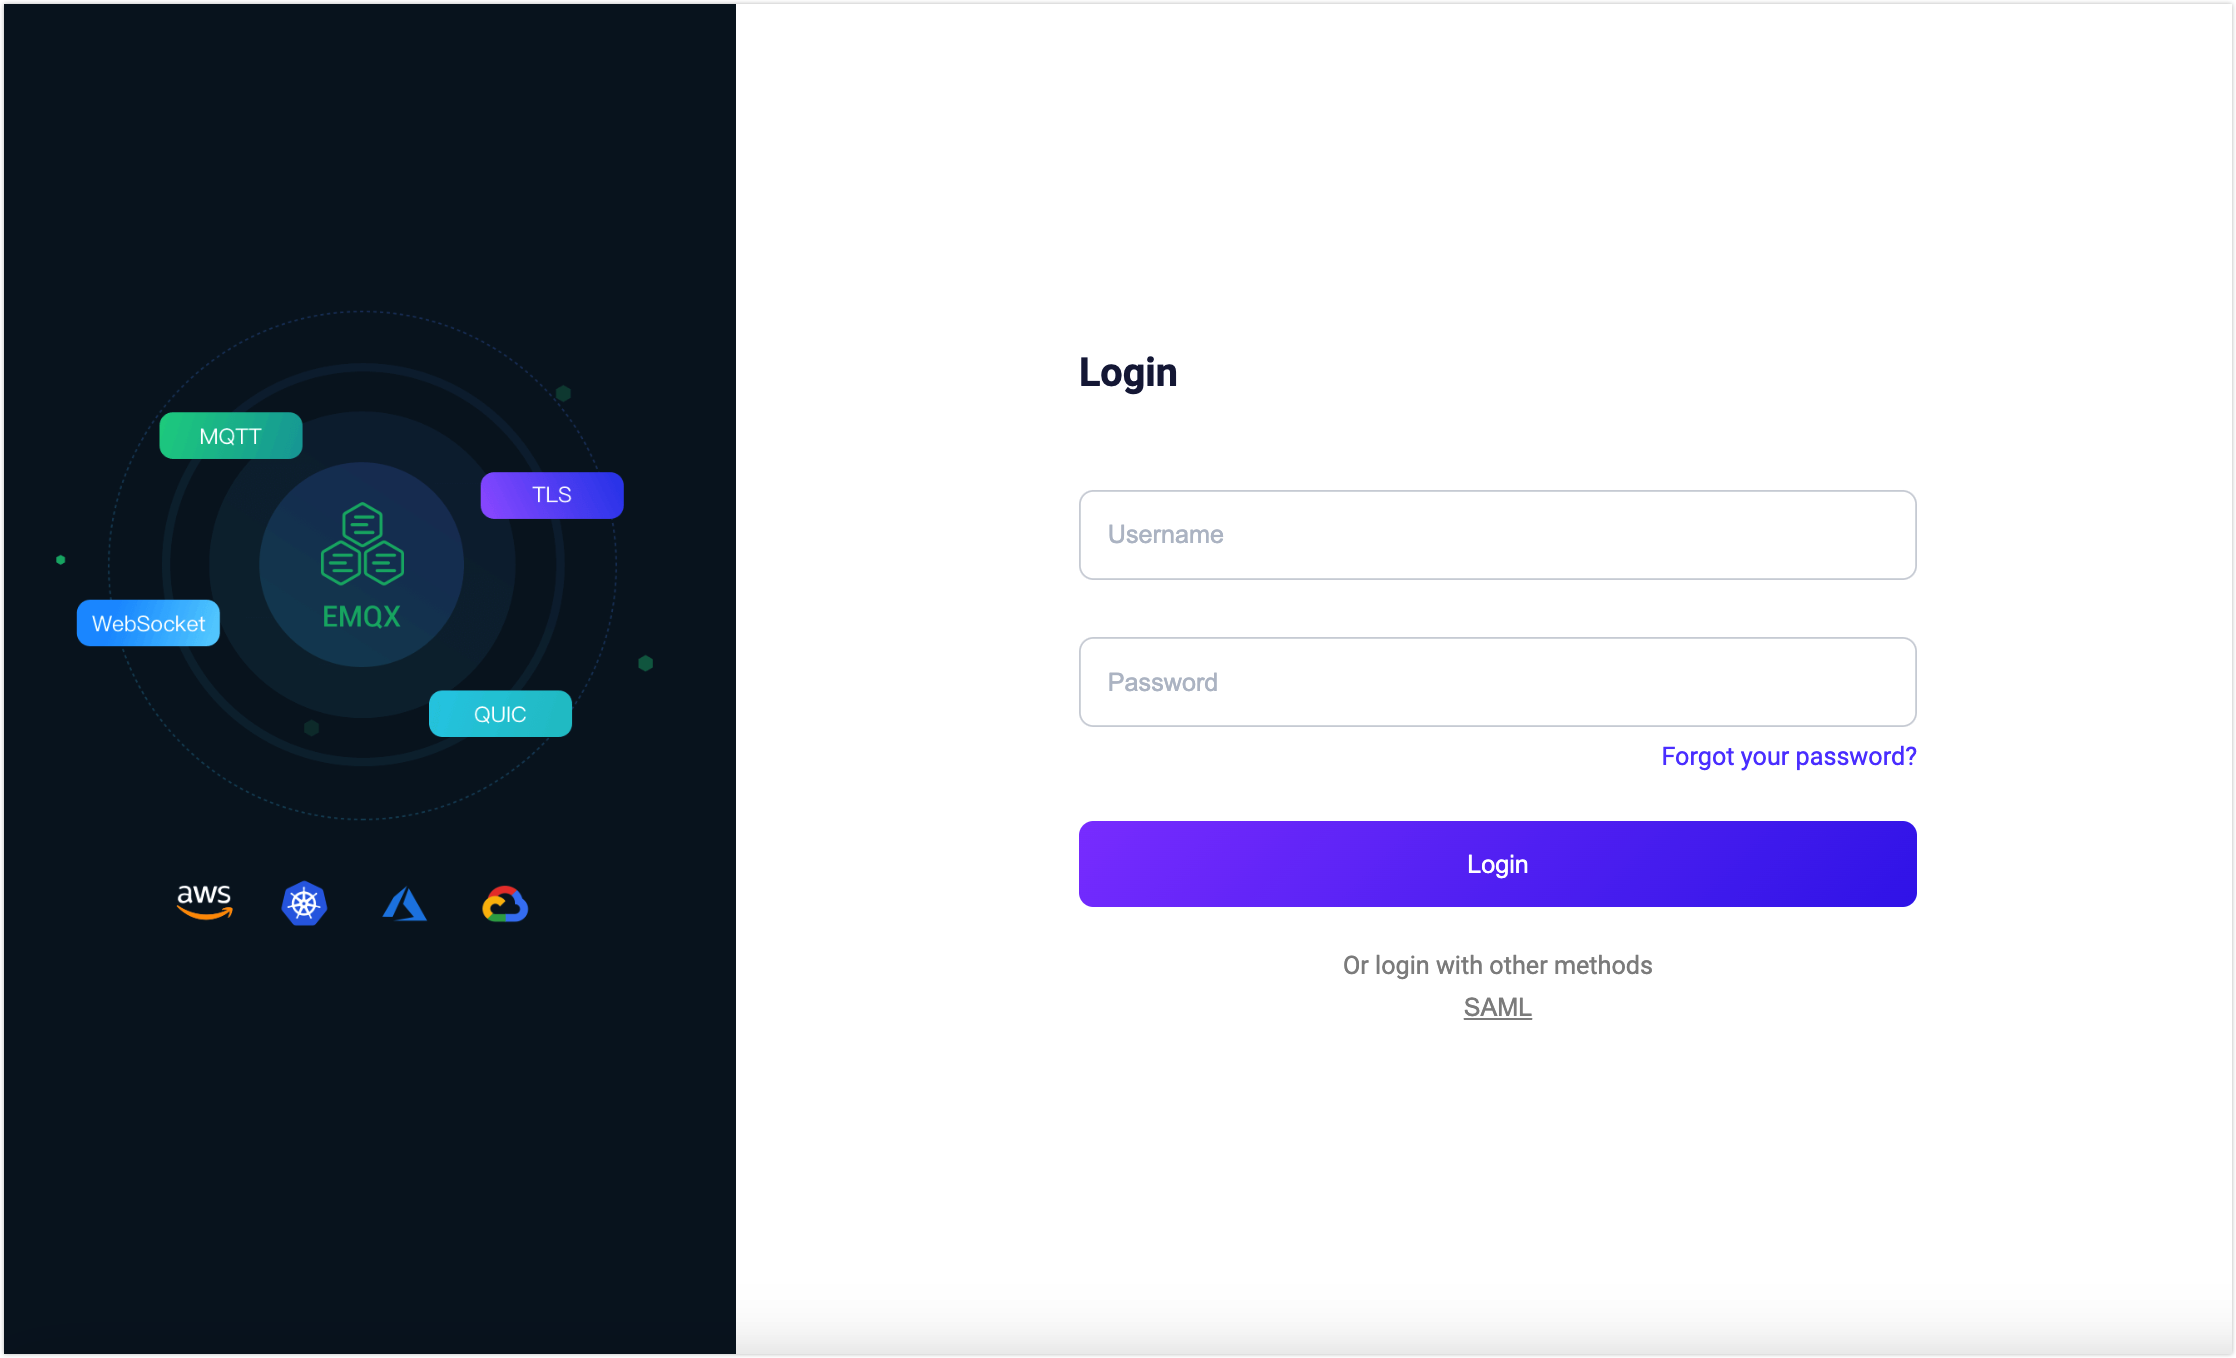 MQTT
TLS
EMQX
WebSocket
QUIC
aws
Login
Username
Password
Forgot your password?
Login
Or login with other methods
SAML